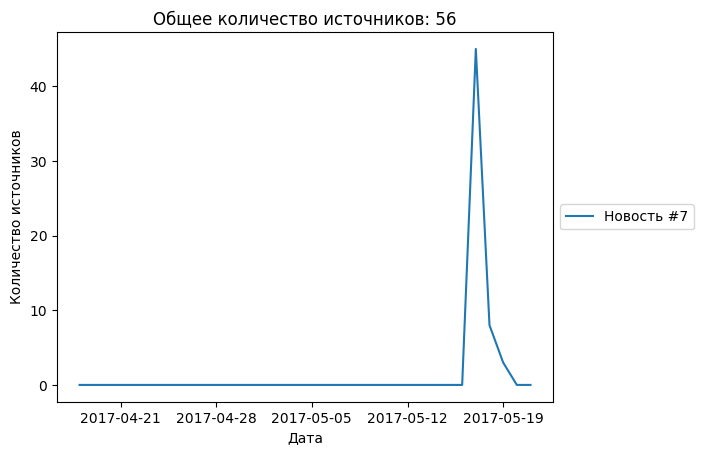 Общее количество источников: 56
Количество источников
40
30
20
10
0
2017-04-21 2017-04-28 2017-05-05 2017-05-12 2017-05-19
Дата
Новость #7